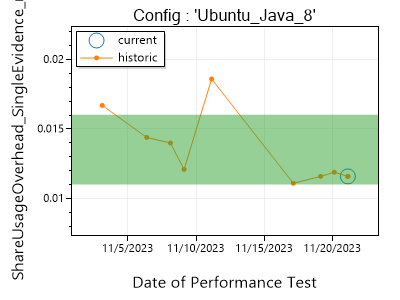 Config : 'Ubuntu_Java_8'
current
historic
ShareUsageOverhead_SingleEvidence_
0.02
0.015
0.01
11/5/2023
11/10/2023
11/15/2023
11/20/2023
Date of Performance Test